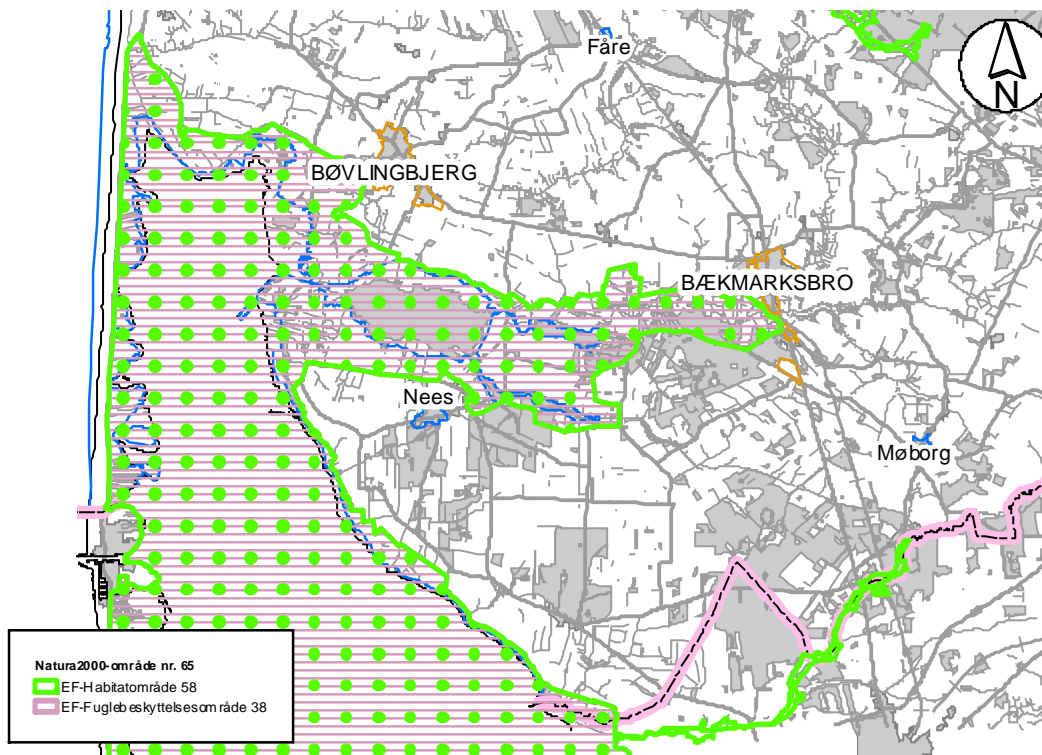 Fåre
N
BØVLINGBJERG
BÆKMARKSBRO
Nees
Møborg
Natura2000-område nr. 65
EF-Habitatområde 58
EF-Fuglebeskyttelsesområde 38